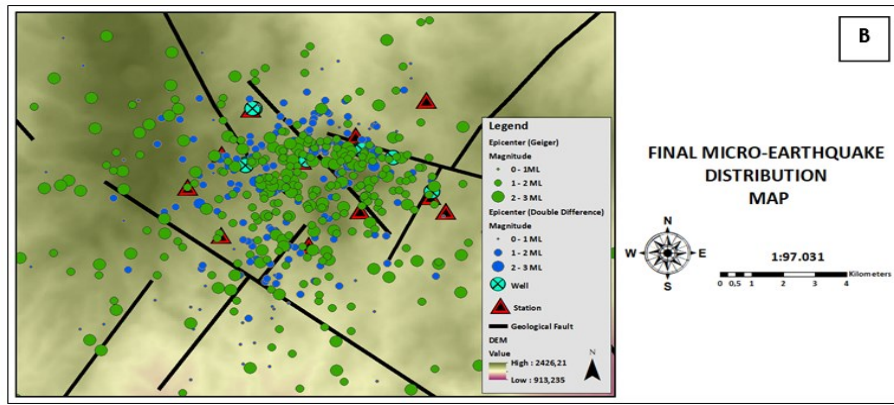 B
Legend
Epicenter (Geiger)
Magnitude
0 - 1ML
1 - 2 ML
2 - 3 ML
Epicenter (Double Difference)
Magnitude
0 - 1 ML
1 - 2 ML
2 - 3 ML
Well
Station
Geological Fault
DEM
Value
High : 2426,21
Low : 913,235
N
FINAL MICRO-EARTHQUAKE
DISTRIBUTION
MAP
N
W E
S
1:97.031
Kilometers
0 0,5 1 2 3 4